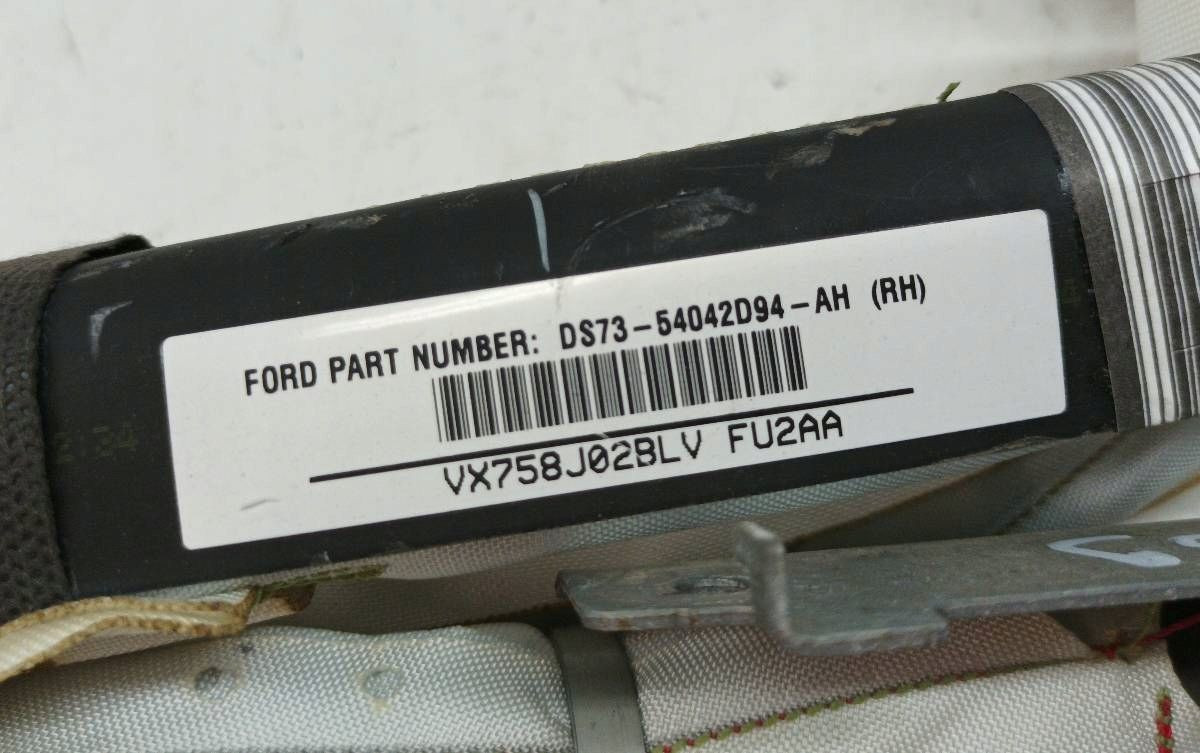 FORD PART NUMBER: DS73-54042D94-AH (RH)
VX758J02BLV FU2AA